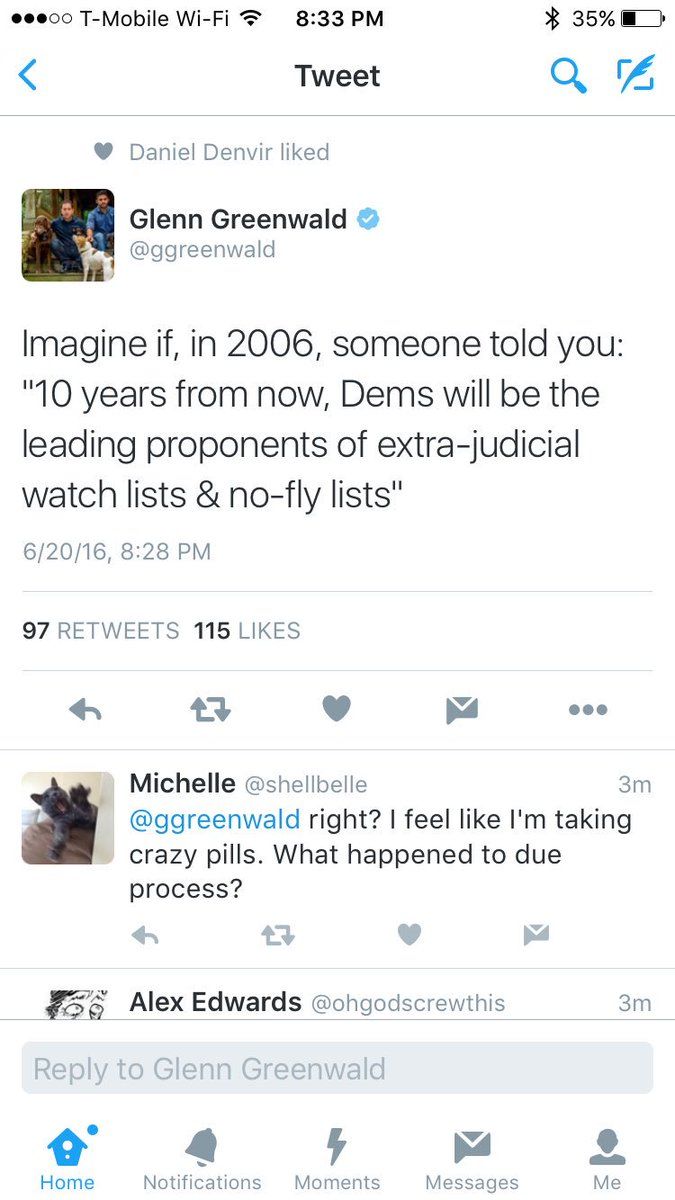 T-Mobile Wi-Fi 8:33 PM 35%
Tweet
Daniel Denvir liked
Glenn Greenwald
@ggreenwald
Imagine if, in 2006, someone told you:
"10 years from now, Dems will be the
leading proponents of extra-judicial
watch lists & no-fly lists"
6/20/16, 8:28 PM
97 RETWEETS 115 LIKES
Michelle @shellbelle 3m
@ggreenwald right? I feel like I'm taking
crazy pills. What happened to due
process?
Alex Edwards @ohgodscrewthis 3m
Reply to Glenn Greenwald
Home Notifications Moments Messages Me